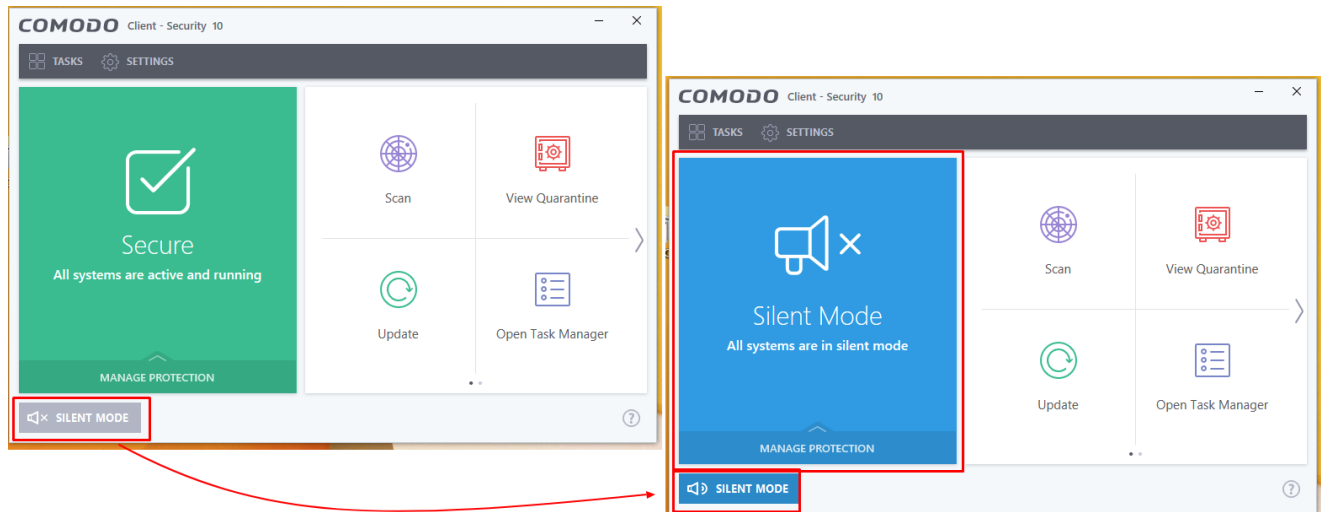 COMODO Client - Security 10
TASKS SETTINGS
Secure
All systems are active and running
MANAGE PROTECTION
Scan
View Quarantine
Update
Open Task Manager
SILENT MODE
?
COMODO Client - Security 10
TASKS SETTINGS
Silent Mode
All systems are in silent mode
MANAGE PROTECTION
Scan
View Quarantine
Update
Open Task Manager
SILENT MODE
?